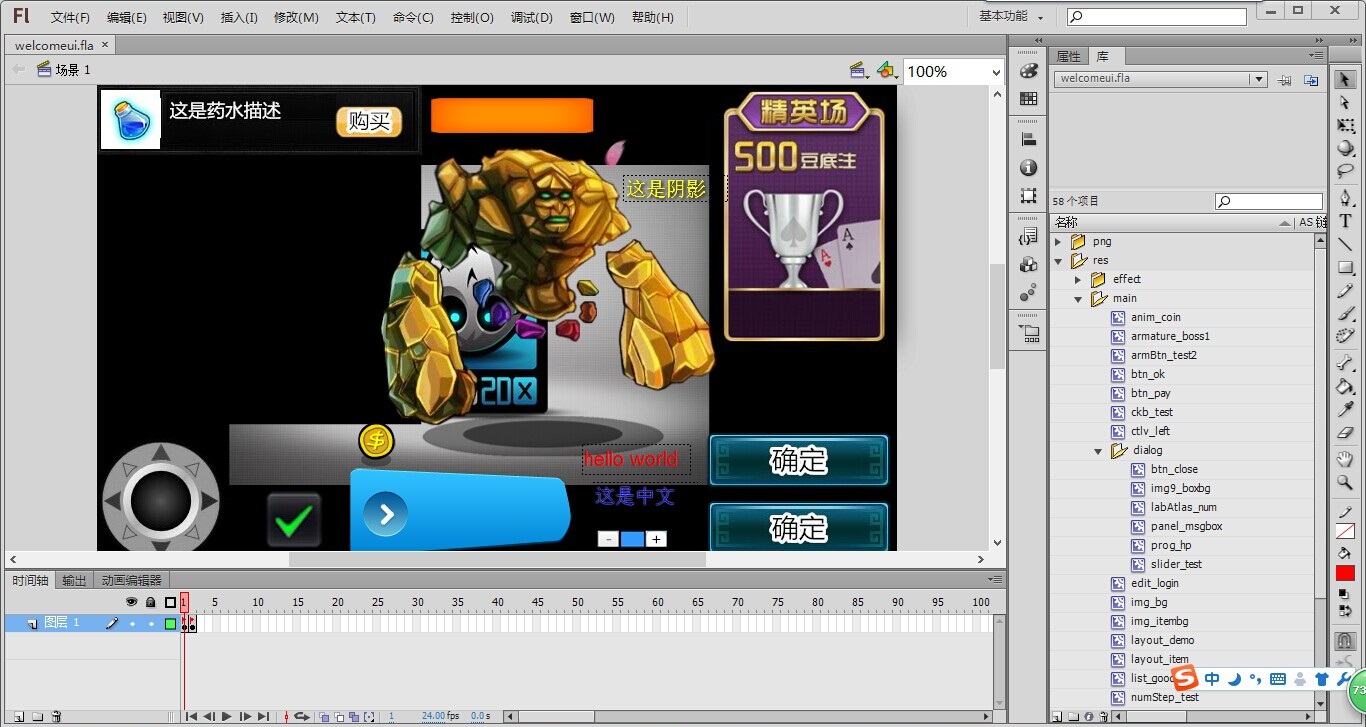 Fl 文件(F) 编辑(E) 视图(V) 插入(I) 修改(M) 文本(T) 命令(C) 控制(O) 调试(D) 窗口(W) 帮助(H) 基本功能
welcomeui.fla ×
场景 1 100%
这是药水描述
购买
精英场
500豆底注
A
A
这是阴影
20X
$
hello world
这是中文
确定
确定
- +
属性 库
welcomeui.fla
58 个项目
名称 AS 链
png
res
effect
main
anim_coin
armature_boss1
armBtn_test2
btn_ok
btn_pay
ckb_test
ctlv_left
dialog
btn_close
img9_boxbg
labAtlas_num
panel_msgbox
prog_hp
slider_test
edit_login
img_bg
img_itembg
layout_demo
layout_item
numStep_test
T
S 中
73
时间轴 输出 动画编辑器
1 5 10 15 20 25 30 35 40 45 50 55 60 65 70 75 80 85 90 95 100
图层 1
1 24.00 fps 0.0 s